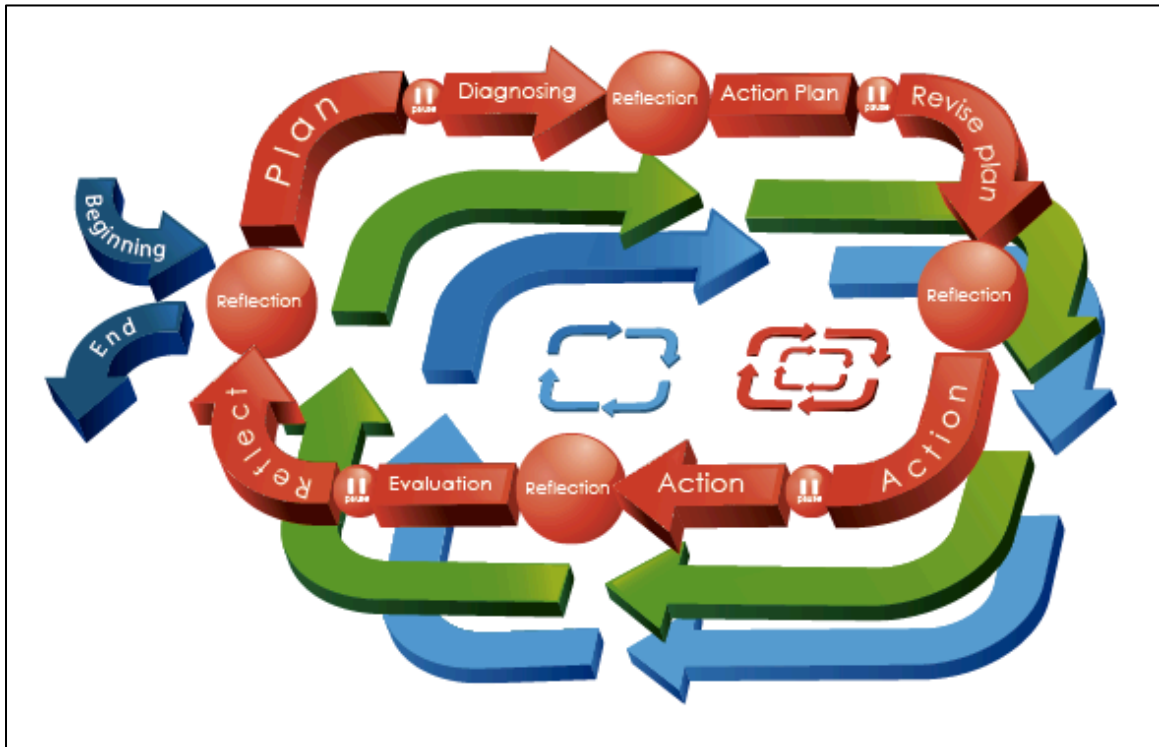 Beginning
End
Reflection
Plan
pause
Diagnosing
Reflection
Action Plan
pause
Revise plan
Reflection
Action
pause
Action
Reflection
Evaluation
pause
Reflect